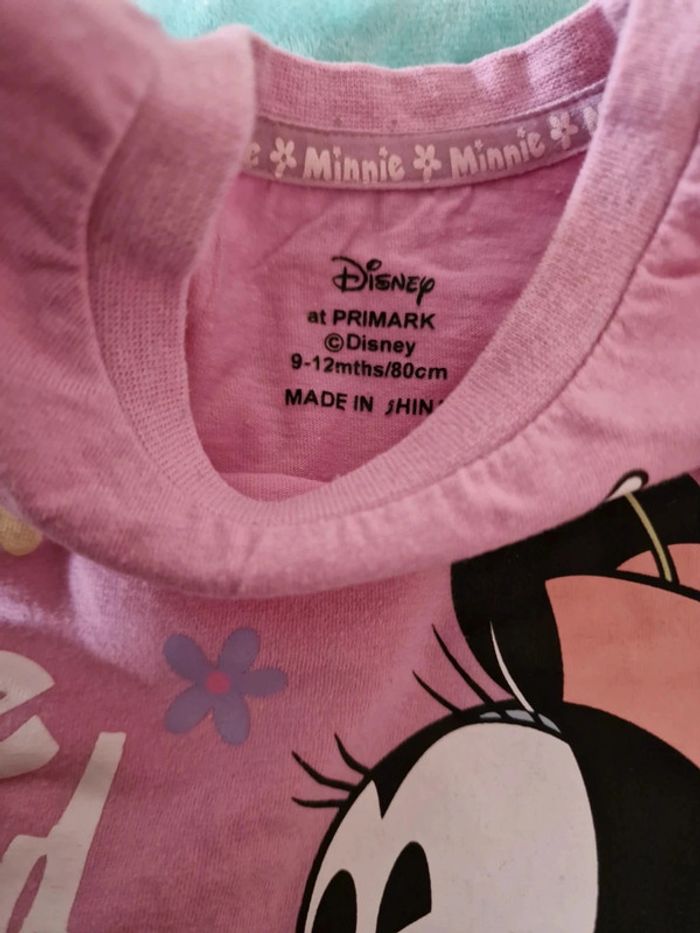 Minnie Minnie
Disney
at PRIMARK
©Disney
9-12mths/80cm
MADE IN